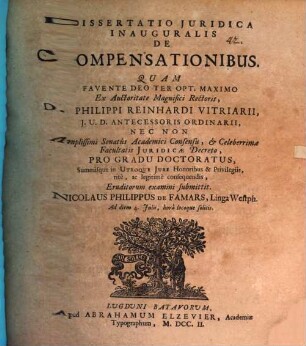 DISSERTATIO JURIDICA
INAUGURALIS
DE
42.
COMPENSATIONIBUS.
QUAM
FAVENTE DEO TER OPT. MAXIMO
Ex Auctoritate Magnifici Rectoris,
D. PHILIPPI REINHARDI VITRIARII,
J. U. D. ANTECESSORIS ORDINARII,
NEC NON
Amplissimi Senatûs Academici Consensu, & Celeberrimæ
Facultatis JURIDICÆ Decreto,
PRO GRADU DOCTORATUS,
Summisque in UTROQUE JURE Honoribus & Privilegiis,
ritè, ac legitimè consequendis,
Eruditorum examini submittit
NICOLAUS PHILIPPUS DE FAMARS, Linga Westph.
Ad diem 4. Julii, horâ locoque solitis.
LUGDUNI BATAVORUM,
Apud ABRAHAMUM ELZEVIER, Academiæ
Typographum, M. DCC. II.